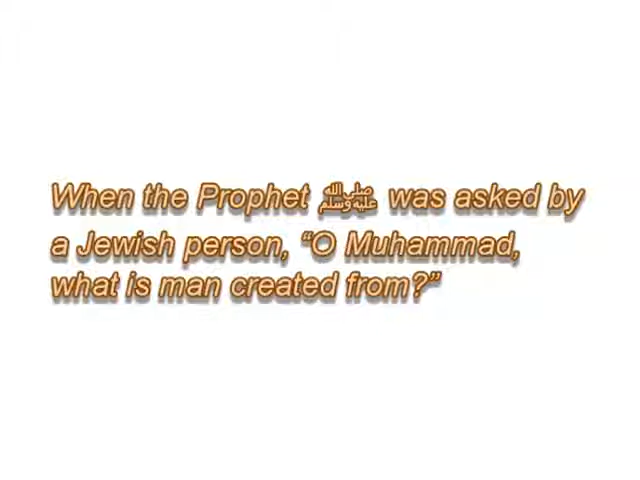 When the Prophet ﷺ was asked by
a Jewish person, “O Muhammad,
what is man created from?”